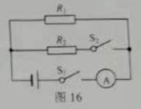 R₁
R₂ S₂
S₁ A
图 16